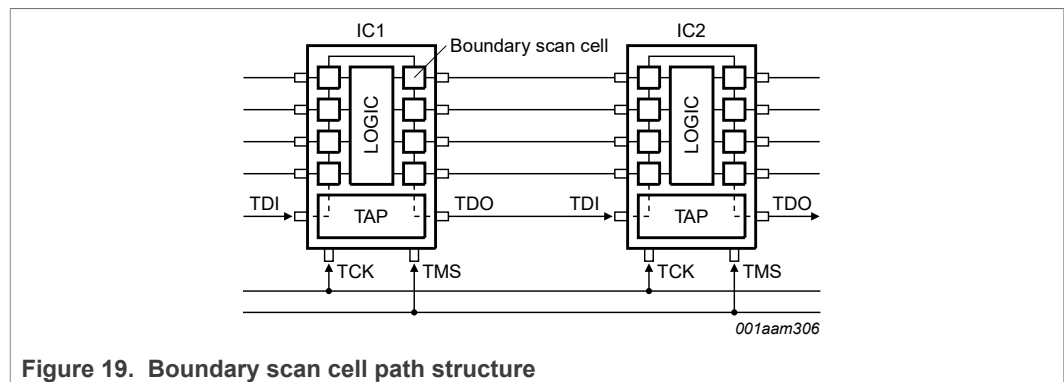 IC1
IC2
Boundary scan cell
LOGIC
LOGIC
TDI
TAP
TDO
TDI
TAP
TDO
TCK
TMS
TCK
TMS
001aam306
Figure 19. Boundary scan cell path structure